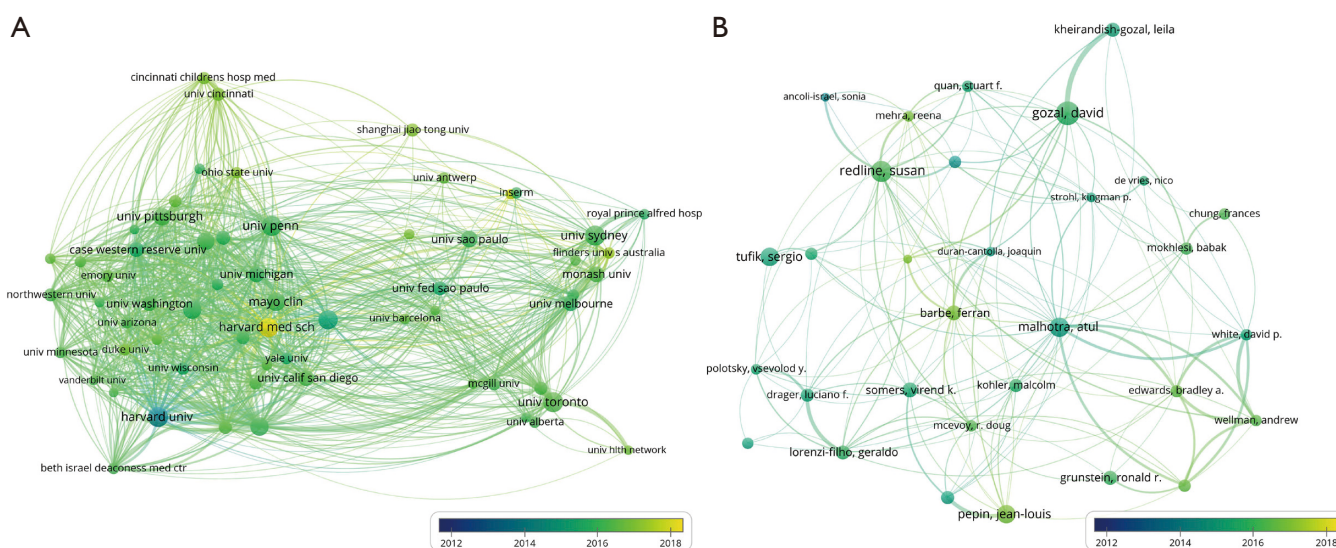 A
cincinnati childrens hosp med
univ cincinnati
shanghai jiao tong univ
ohio state univ
univ antwerp
inserm
royal prince alfred hosp
univ pittsburgh
univ penn
univ sao paulo
univ sydney
case western reserve univ
flinders univ s australia
emory univ
univ michigan
monash univ
northwestern univ
univ washington
mayo clin
univ fed sao paulo
univ melbourne
univ arizona
harvard med sch
univ barcelona
univ minnesota
duke univ
yale univ
univ wisconsin
vanderbilt univ
univ calif san diego
mcgill univ
harvard univ
univ toronto
univ alberta
univ hlth network
beth israel deaconess med ctr
2012 2014 2016 2018
B
kheirandish-gozal, leila
quan, stuart f.
ancoli-israel, sonia
mehra, reena
gozal, david
redline, susan
de vries, nico
strohl, kingman p.
chung, frances
mokhlesi, babak
tufik, sergio
duran-cantolla, joaquin
barbe, ferran
malhotra, atul
white, david p.
polotsky, vsevolod y.
drager, luciano f.
somers, virend k.
kohler, malcolm
edwards, bradley a.
wellman, andrew
mcevoy, r. doug
lorenzi-filho, geraldo
grunstein, ronald r.
pepin, jean-louis
2012 2014 2016 2018